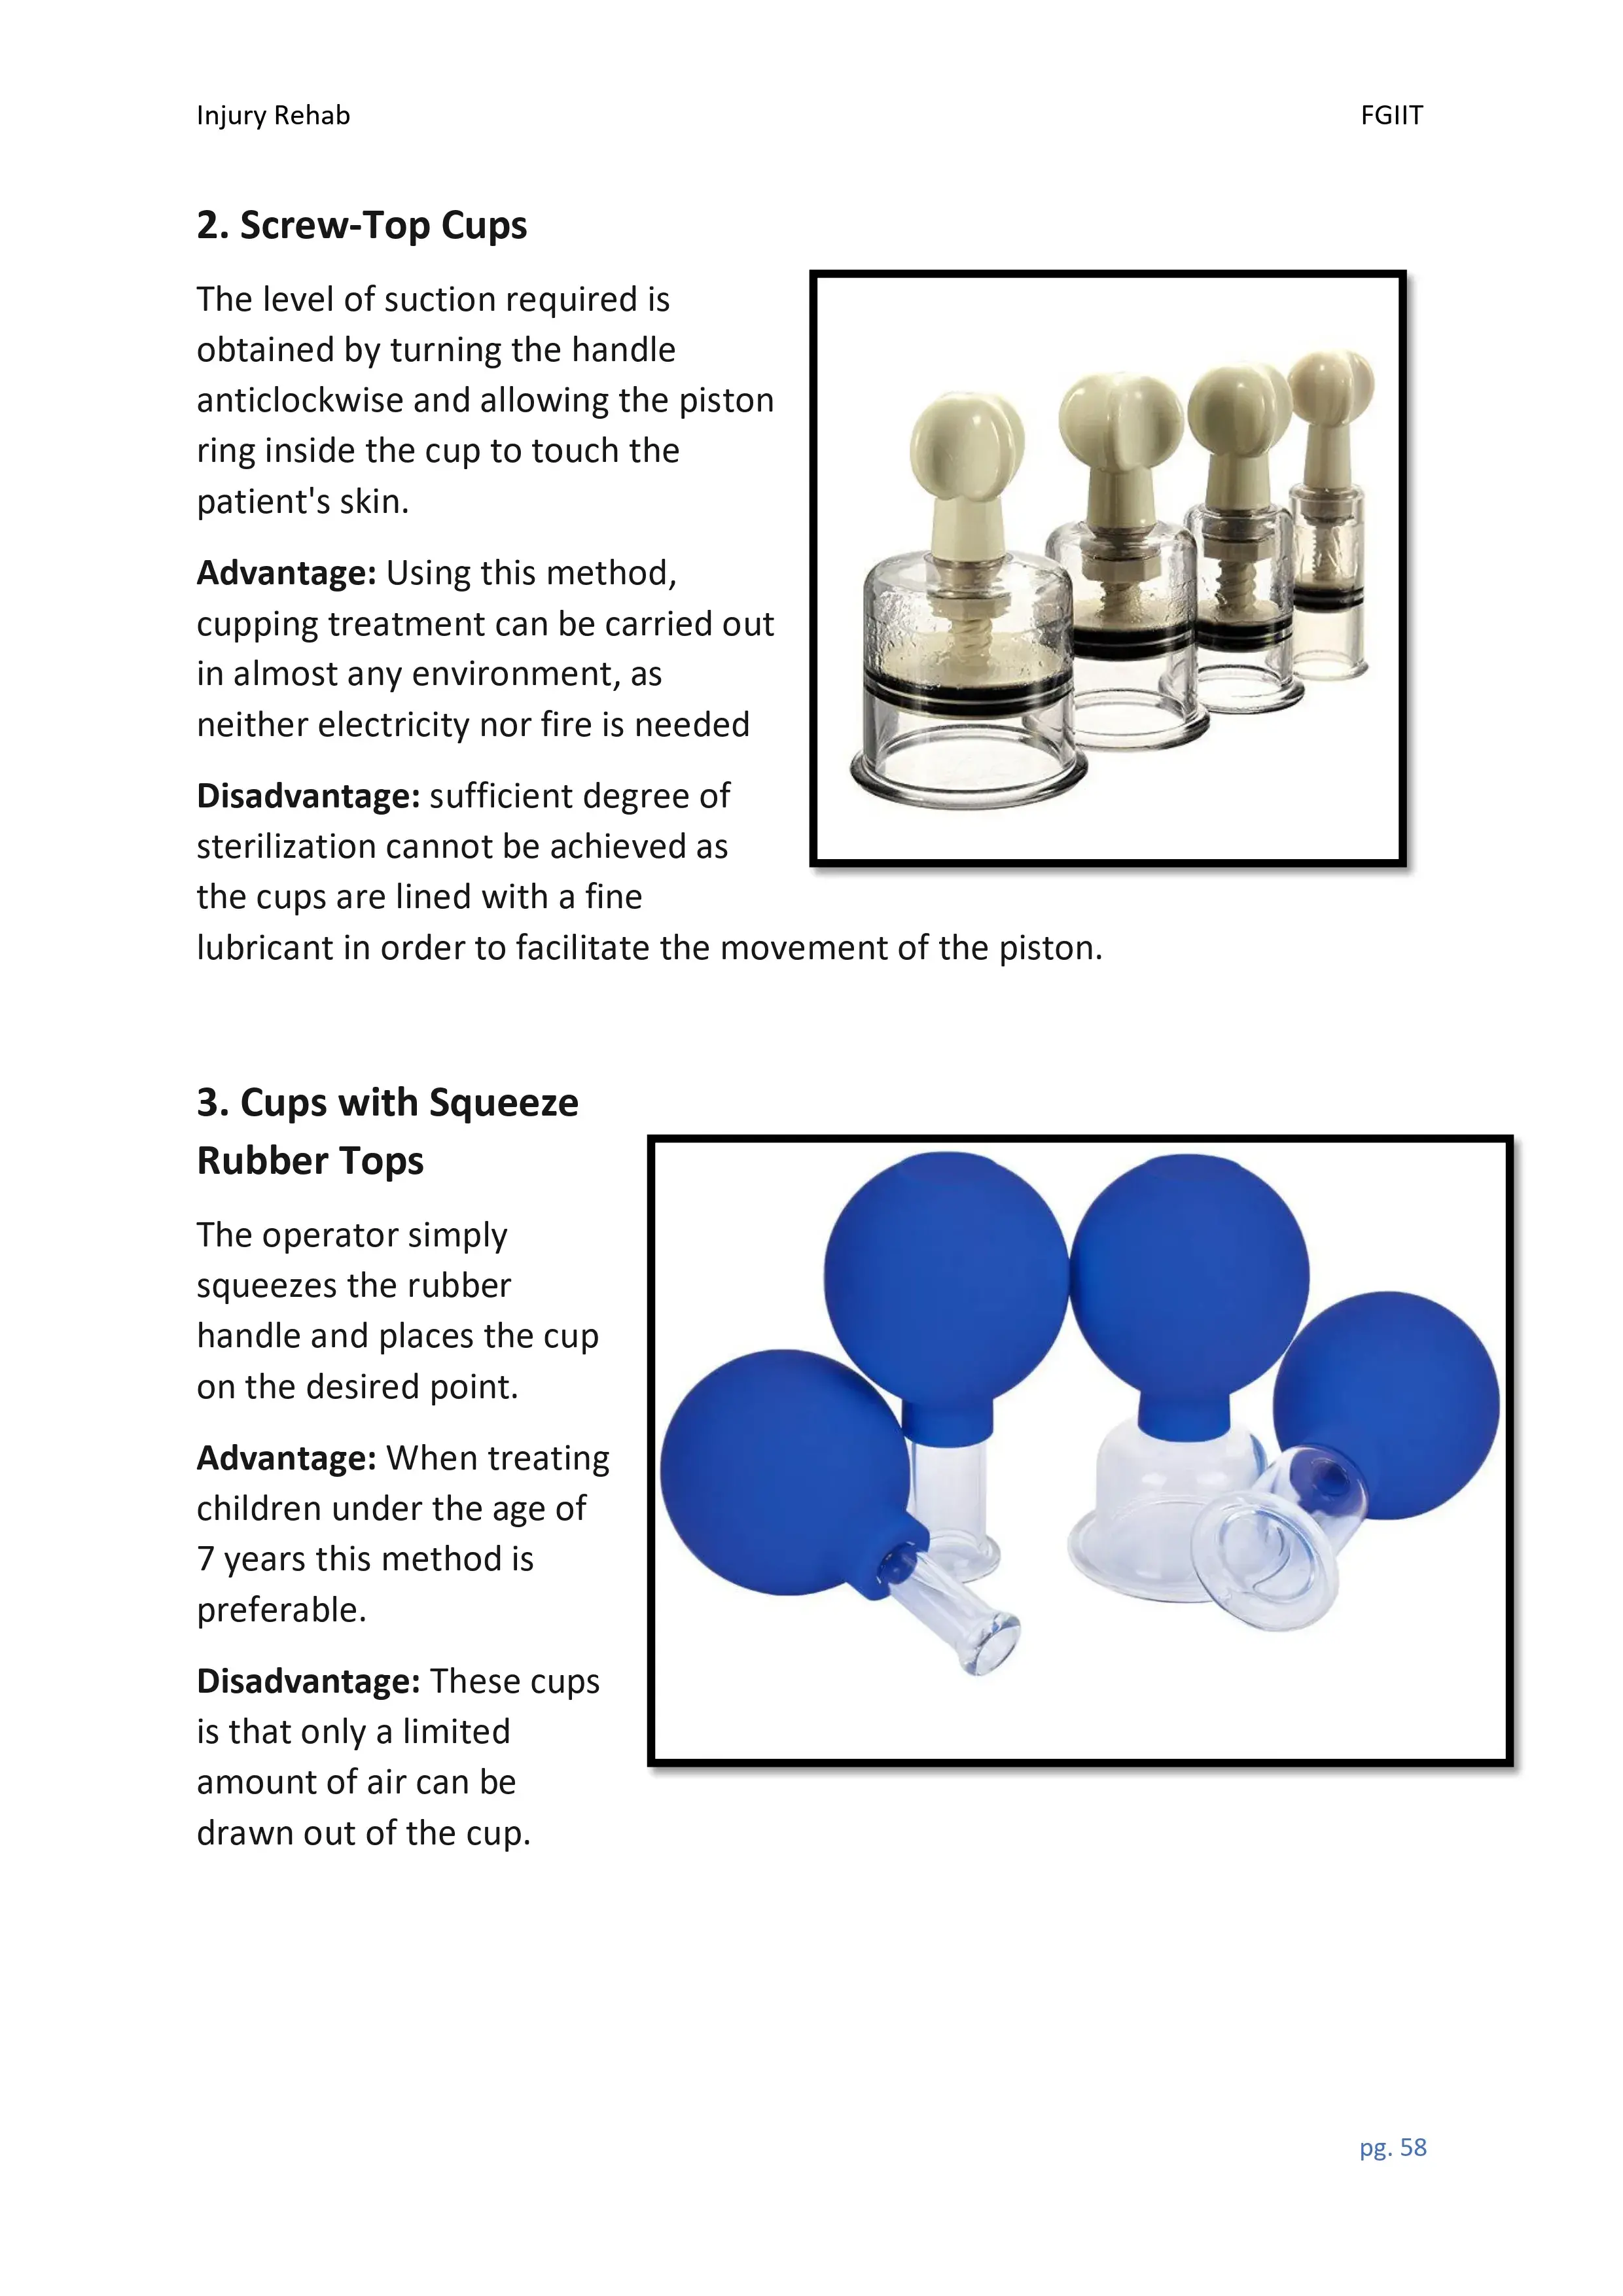 Injury Rehab
FGIIT
2. Screw-Top Cups
The level of suction required is
obtained by turning the handle
anticlockwise and allowing the piston
ring inside the cup to touch the
patient's skin.
Advantage: Using this method,
cupping treatment can be carried out
in almost any environment, as
neither electricity nor fire is needed
Disadvantage: sufficient degree of
sterilization cannot be achieved as
the cups are lined with a fine
lubricant in order to facilitate the movement of the piston.
3. Cups with Squeeze
Rubber Tops
The operator simply
squeezes the rubber
handle and places the cup
on the desired point.
Advantage: When treating
children under the age of
7 years this method is
preferable.
Disadvantage: These cups
is that only a limited
amount of air can be
drawn out of the cup.
pg. 58